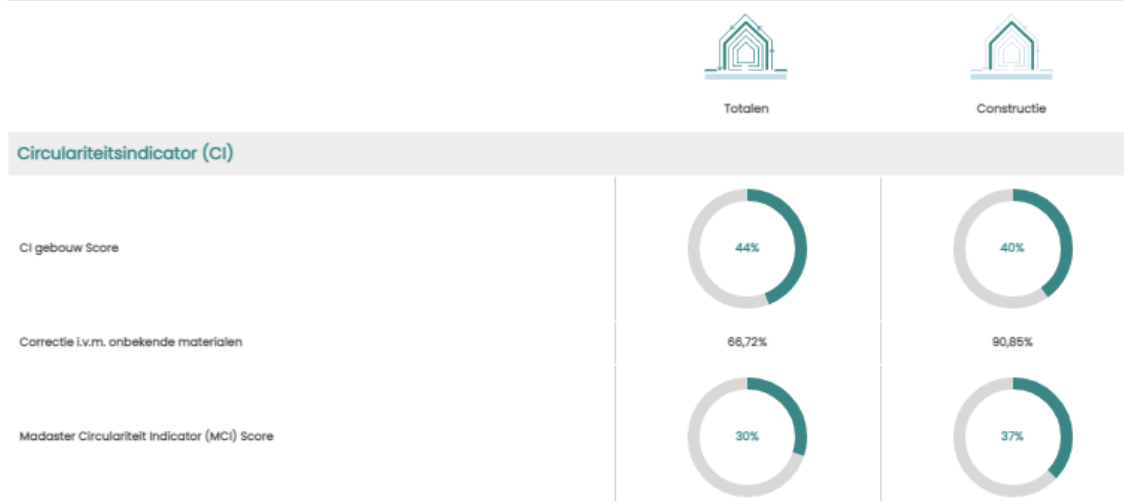 Totalen Constructie
Circulariteitsindicator (CI)
CI gebouw Score 44% 40%
Correctie i.v.m. onbekende materialen 66,72% 90,85%
Madaster Circulariteit Indicator (MCI) Score 30% 37%